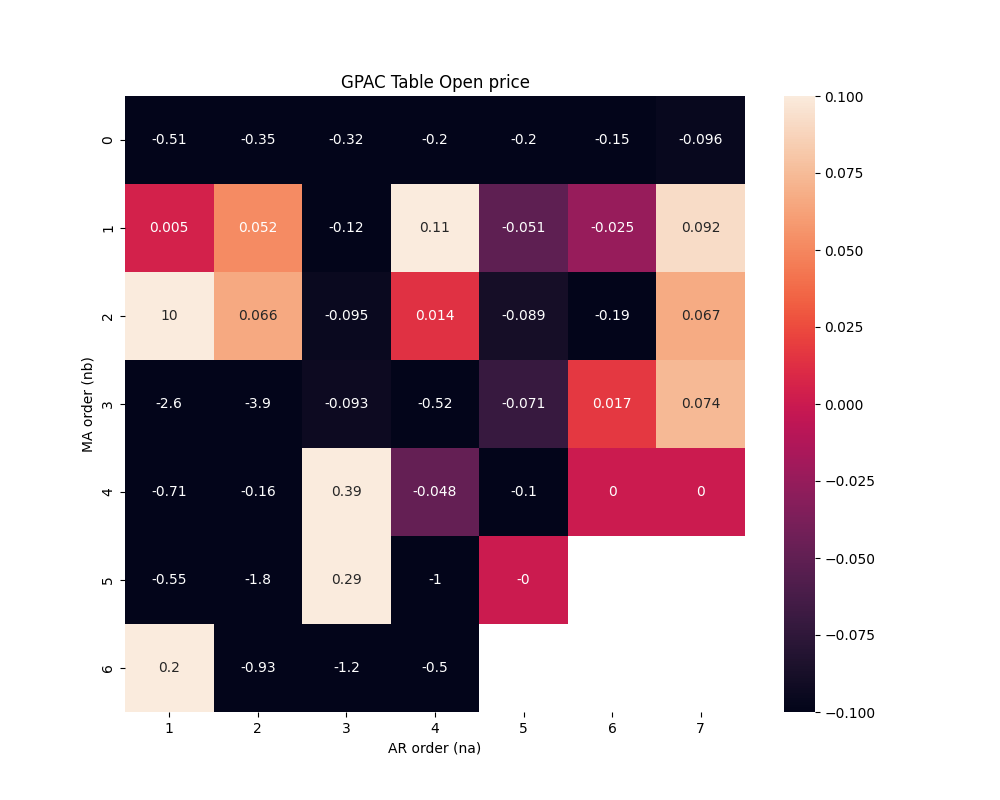 GPAC Table Open price
0 -0.51 -0.35 -0.32 -0.2 -0.2 -0.15 -0.096
1 0.005 0.052 -0.12 0.11 -0.051 -0.025 0.092
2 10 0.066 -0.095 0.014 -0.089 -0.19 0.067
3 -2.6 -3.9 -0.093 -0.52 -0.071 0.017 0.074
4 -0.71 -0.16 0.39 -0.048 -0.1 0 0
5 -0.55 -1.8 0.29 -1 -0
6 0.2 -0.93 -1.2 -0.5
1 2 3 4 5 6 7
AR order (na)
MA order (nb)
0.100
0.075
0.050
0.025
0.000
−0.025
−0.050
−0.075
−0.100